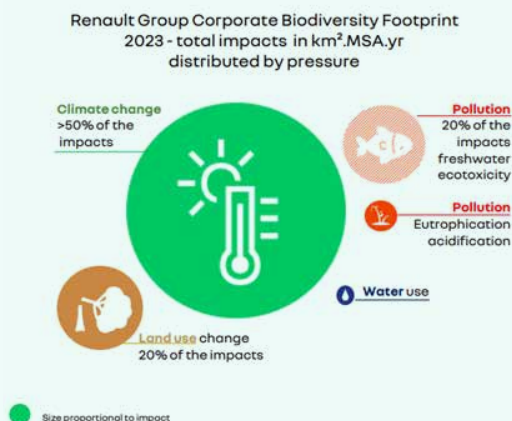 Renault Group Corporate Biodiversity Footprint
2023 - total impacts in km².MSA.yr
distributed by pressure
Climate change
>50% of the
impacts
Pollution
20% of the
impacts
freshwater
ecotoxicity
Pollution
Eutrophication
acidification
Water use
Land use change
20% of the impacts
Size proportional to impact